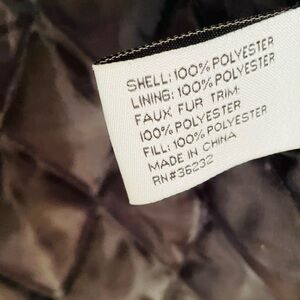 SHELL: 100% POLYESTER
LINING: 100% POLYESTER
FAUX FUR TRIM:
100% POLYESTER
FILL: 100% POLYESTER
MADE IN CHINA
RN#36232